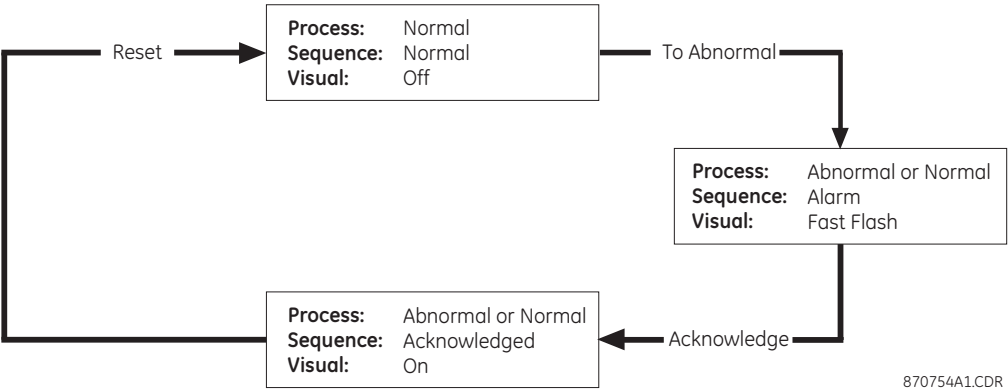 Process: Normal
Sequence: Normal
Visual: Off
Reset
To Abnormal
Process: Abnormal or Normal
Sequence: Alarm
Visual: Fast Flash
Process: Abnormal or Normal
Sequence: Acknowledged
Visual: On
Acknowledge
870754A1.CDR